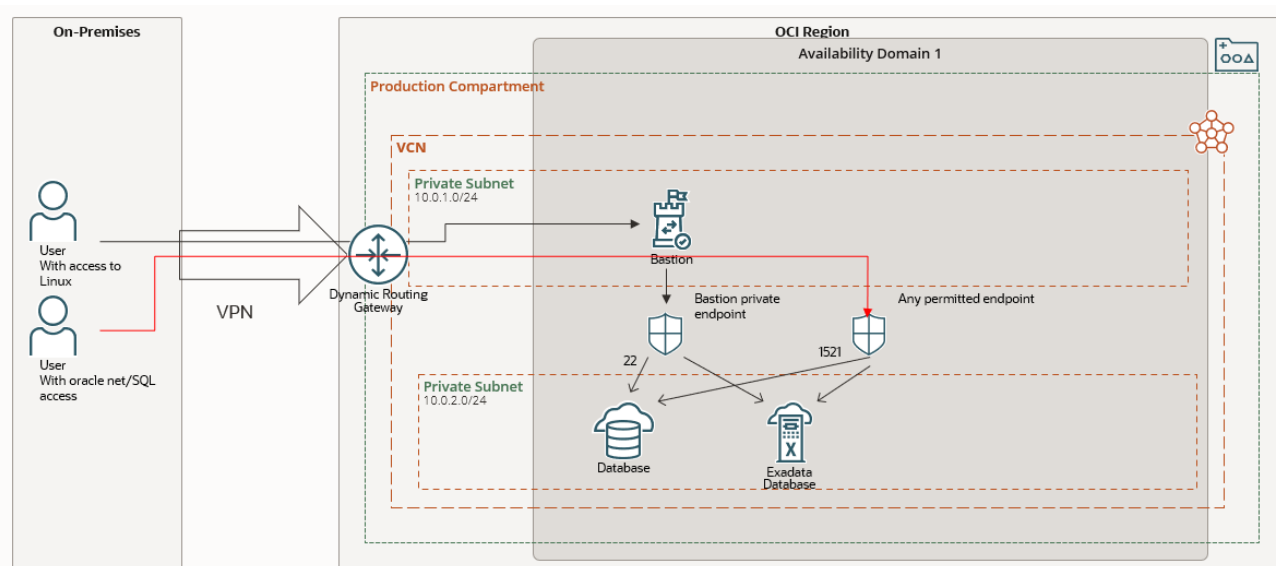 On-Premises
OCI Region
Availability Domain 1
Production Compartment
VCN
Private Subnet
10.0.1.0/24
User
With access to
Linux
Bastion
Dynamic Routing
Gateway
VPN
Bastion private
endpoint
Any permitted endpoint
User
With oracle net/SQL
access
22
1521
Private Subnet
10.0.2.0/24
Database
Exadata
Database
X